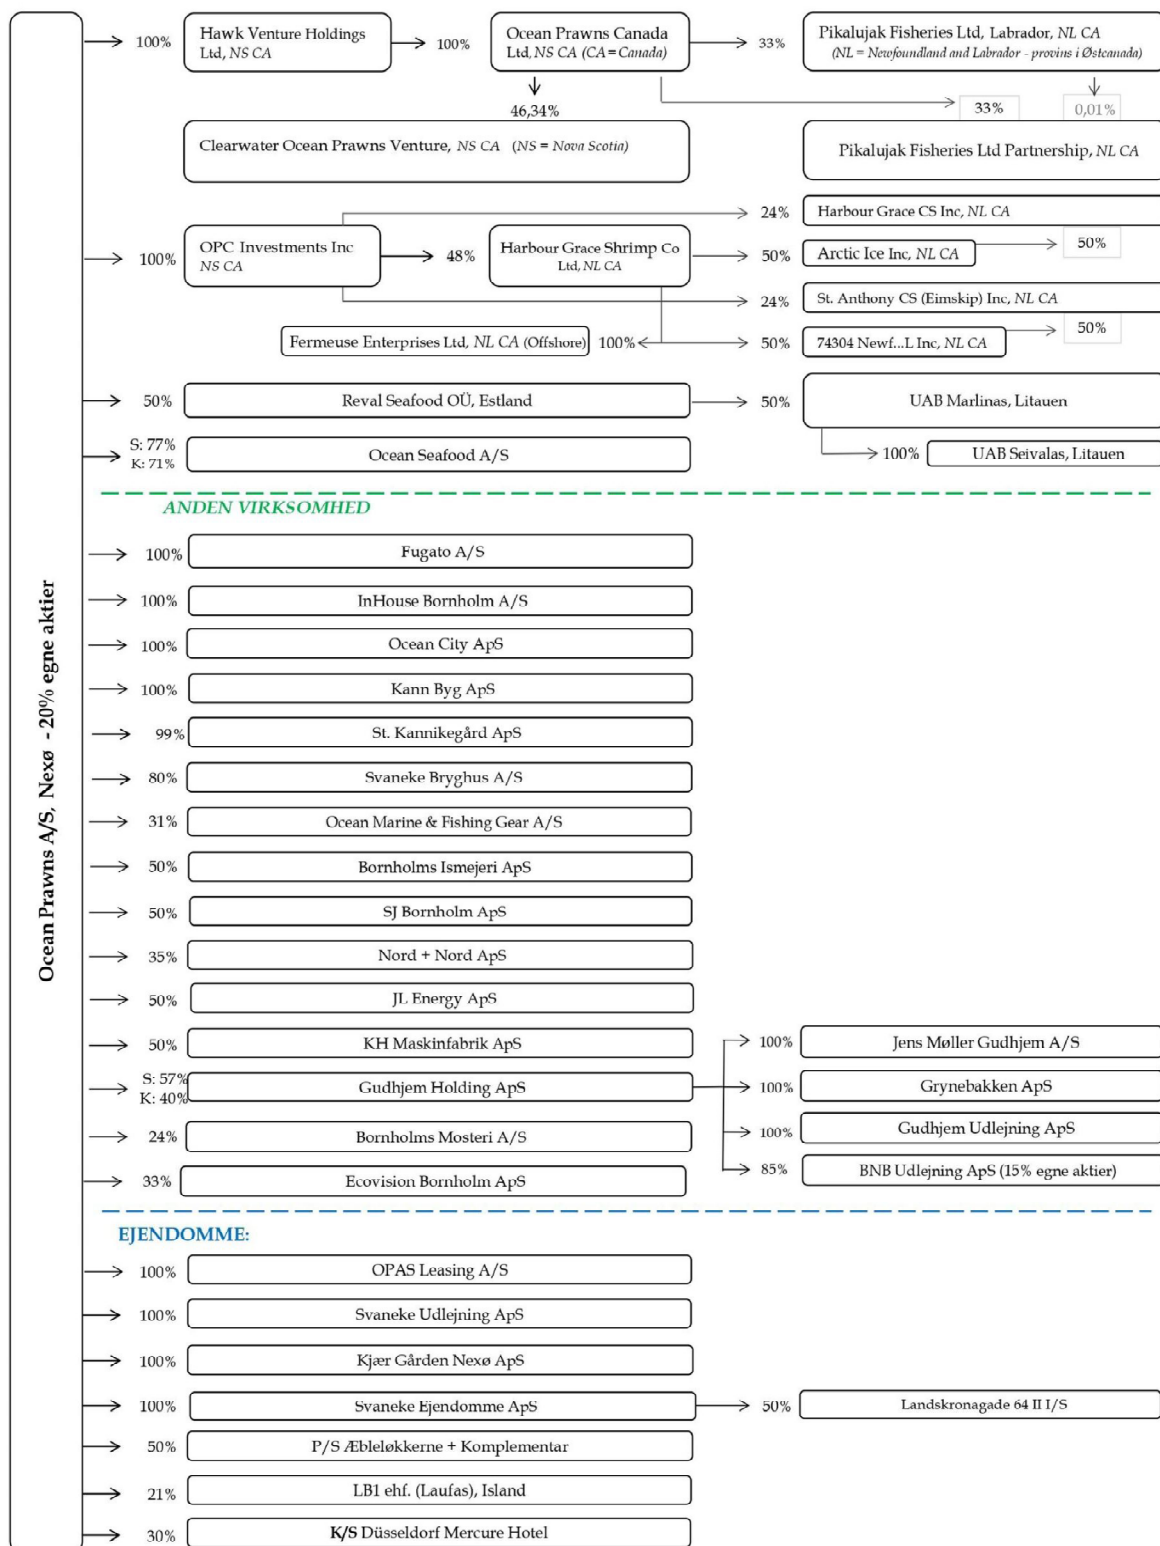 Ocean Prawns A/S, Nexø - 20% egne aktier
100%
Hawk Venture Holdings
Ltd, NS CA
100%
Ocean Prawns Canada
Ltd, NS CA (CA = Canada)
33%
Pikalujak Fisheries Ltd, Labrador, NL CA
(NL = Newfoundland and Labrador - provins i Østcanada)
46,34%
33%
0,01%
Clearwater Ocean Prawns Venture, NS CA (NS = Nova Scotia)
Pikalujak Fisheries Ltd Partnership, NL CA
24%
Harbour Grace CS Inc, NL CA
100%
OPC Investments Inc
NS CA
48%
Harbour Grace Shrimp Co
Ltd, NL CA
50%
Arctic Ice Inc, NL CA
50%
24%
St. Anthony CS (Eimskip) Inc, NL CA
Fermeuse Enterprises Ltd, NL CA (Offshore)
100%
50%
74304 Newf...L Inc, NL CA
50%
50%
Reval Seafood OÜ, Estland
50%
UAB Marlinas, Litauen
S: 77%
K: 71%
Ocean Seafood A/S
100%
UAB Seivalas, Litauen
ANDEN VIRKSOMHED
100%
Fugato A/S
100%
InHouse Bornholm A/S
100%
Ocean City ApS
100%
Kann Byg ApS
99%
St. Kannikegård ApS
80%
Svaneke Bryghus A/S
31%
Ocean Marine & Fishing Gear A/S
50%
Bornholms Ismejeri ApS
50%
SJ Bornholm ApS
35%
Nord + Nord ApS
50%
JL Energy ApS
50%
KH Maskinfabrik ApS
100%
Jens Møller Gudhjem A/S
S: 57%
K: 40%
Gudhjem Holding ApS
100%
Grynebakken ApS
100%
Gudhjem Udlejning ApS
24%
Bornholms Mosteri A/S
85%
BNB Udlejning ApS (15% egne aktier)
33%
Ecovision Bornholm ApS
EJENDOMME:
100%
OPAS Leasing A/S
100%
Svaneke Udlejning ApS
100%
Kjær Gården Nexø ApS
100%
Svaneke Ejendomme ApS
50%
Landskronagade 64 II I/S
50%
P/S Æbleløkkerne + Komplementar
21%
LB1 ehf. (Laufas), Island
30%
K/S Düsseldorf Mercure Hotel